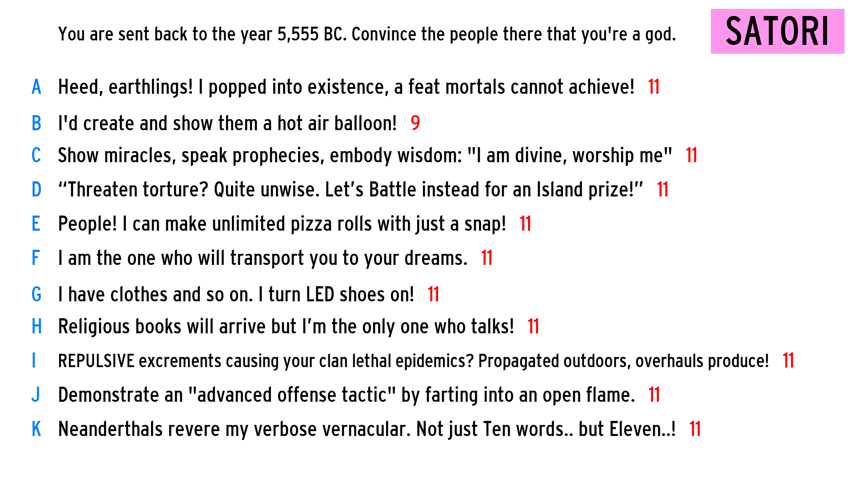 You are sent back to the year 5,555 BC. Convince the people there that you're a god.
SATORI
A Heed, earthlings! I popped into existence, a feat mortals cannot achieve! 11
B I'd create and show them a hot air balloon! 9
C Show miracles, speak prophecies, embody wisdom: "I am divine, worship me" 11
D “Threaten torture? Quite unwise. Let’s Battle instead for an Island prize!” 11
E People! I can make unlimited pizza rolls with just a snap! 11
F I am the one who will transport you to your dreams. 11
G I have clothes and so on. I turn LED shoes on! 11
H Religious books will arrive but I’m the only one who talks! 11
I REPULSIVE excrements causing your clan lethal epidemics? Propagated outdoors, overhauls produce! 11
J Demonstrate an "advanced offense tactic" by farting into an open flame. 11
K Neanderthals revere my verbose vernacular. Not just Ten words.. but Eleven..! 11